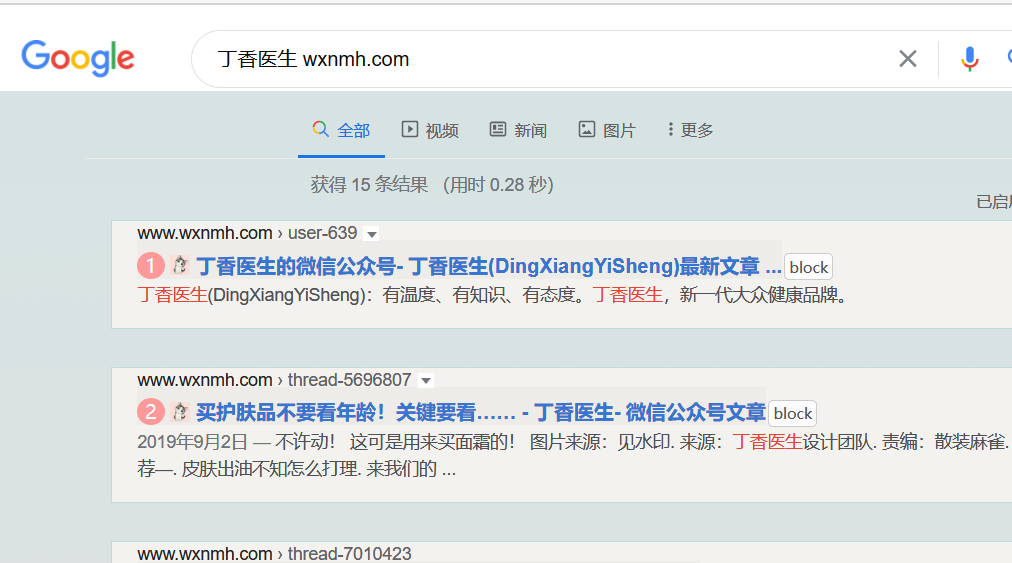 Google
丁香医生 wxnmh.com
全部 视频 新闻 图片 更多
获得 15 条结果 （用时 0.28 秒）
已启
www.wxnmh.com › user-639
1 丁香医生的微信公众号- 丁香医生(DingXiangYiSheng)最新文章 ... block
丁香医生(DingXiangYiSheng)：有温度、有知识、有态度。丁香医生，新一代大众健康品牌。
www.wxnmh.com › thread-5696807
2 买护肤品不要看年龄！关键要看…… - 丁香医生- 微信公众号文章 block
2019年9月2日 — 不许动！ 这可是用来买面霜的！ 图片来源：见水印. 来源：丁香医生设计团队. 责编：散装麻雀.
荐—. 皮肤出油不知怎么打理. 来我们的 ...
www.wxnmh.com › thread-7010423